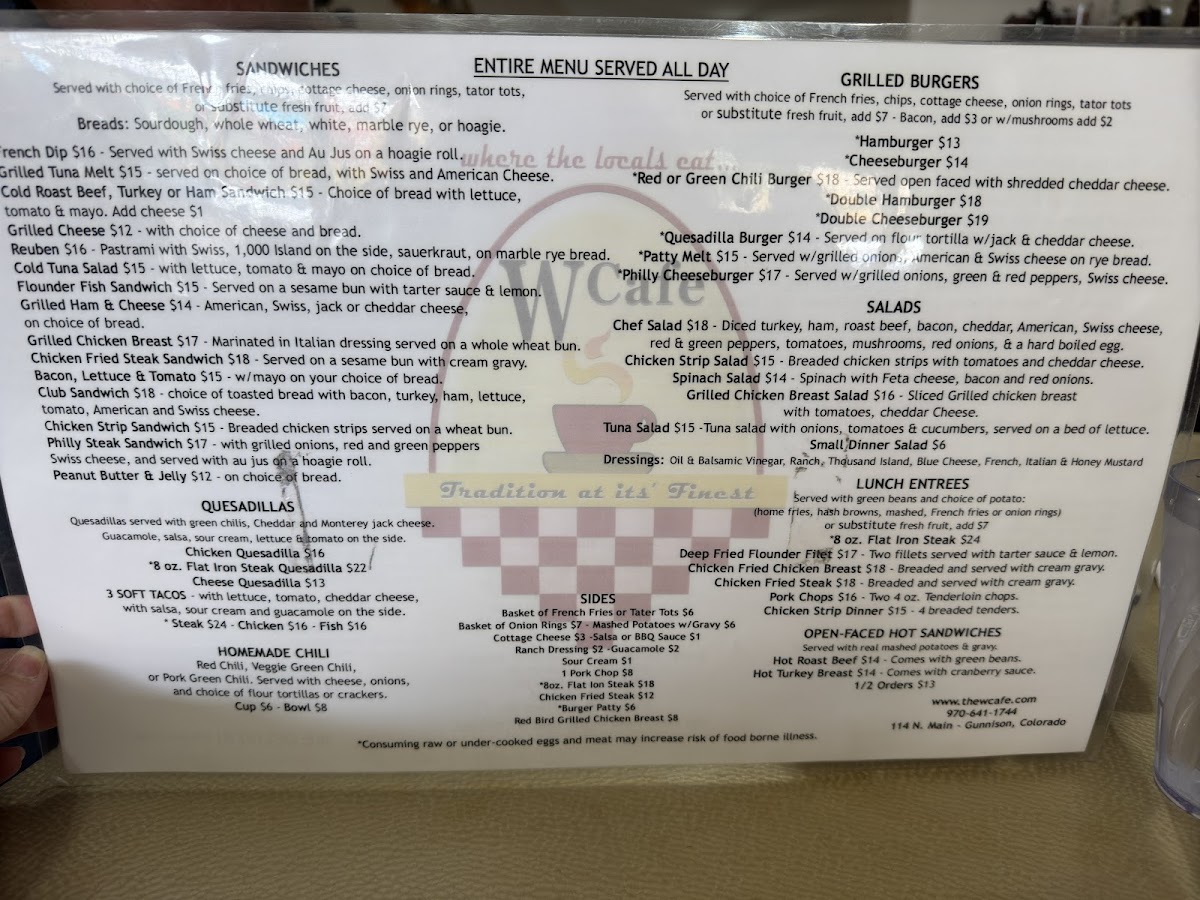 ENTIRE MENU SERVED ALL DAY
where the locals eat...
W Cafe
Tradition at its' Finest
SANDWICHES
Served with choice of French fries, chips, cottage cheese, onion rings, tator tots,
or substitute fresh fruit, add $7
Breads: Sourdough, whole wheat, white, marble rye, or hoagie.
French Dip $16 - Served with Swiss cheese and Au Jus on a hoagie roll.
Grilled Tuna Melt $15 - served on choice of bread, with Swiss and American Cheese.
Cold Roast Beef, Turkey or Ham Sandwich $15 - Choice of bread with lettuce,
tomato & mayo. Add cheese $1
Grilled Cheese $12 - with choice of cheese and bread.
Reuben $16 - Pastrami with Swiss, 1,000 Island on the side, sauerkraut, on marble rye bread.
Cold Tuna Salad $15 - with lettuce, tomato & mayo on choice of bread.
Flounder Fish Sandwich $15 - Served on a sesame bun with tarter sauce & lemon.
Grilled Ham & Cheese $14 - American, Swiss, jack or cheddar cheese,
on choice of bread.
Grilled Chicken Breast $17 - Marinated in Italian dressing served on a whole wheat bun.
Chicken Fried Steak Sandwich $18 - Served on a sesame bun with cream gravy.
Bacon, Lettuce & Tomato $15 - w/mayo on your choice of bread.
Club Sandwich $18 - choice of toasted bread with bacon, turkey, ham, lettuce,
tomato, American and Swiss cheese.
Chicken Strip Sandwich $15 - Breaded chicken strips served on a wheat bun.
Philly Steak Sandwich $17 - with grilled onions, red and green peppers
Swiss cheese, and served with au jus on a hoagie roll.
Peanut Butter & Jelly $12 - on choice of bread.
QUESADILLAS
Quesadillas served with green chilis, Cheddar and Monterey jack cheese.
Guacamole, salsa, sour cream, lettuce & tomato on the side.
Chicken Quesadilla $16
*8 oz. Flat Iron Steak Quesadilla $22
Cheese Quesadilla $13
3 SOFT TACOS - with lettuce, tomato, cheddar cheese,
with salsa, sour cream and guacamole on the side.
* Steak $24 - Chicken $16 - Fish $16
HOMEMADE CHILI
Red Chili, Veggie Green Chili,
or Pork Green Chili. Served with cheese, onions,
and choice of flour tortillas or crackers.
Cup $6 - Bowl $8
SIDES
Basket of French Fries or Tater Tots $6
Basket of Onion Rings $7 - Mashed Potatoes w/Gravy $6
Cottage Cheese $3 -Salsa or BBQ Sauce $1
Ranch Dressing $2 -Guacamole $2
Sour Cream $1
1 Pork Chop $8
*8oz. Flat Ion Steak $18
Chicken Fried Steak $12
*Burger Patty $6
Red Bird Grilled Chicken Breast $8
GRILLED BURGERS
Served with choice of French fries, chips, cottage cheese, onion rings, tator tots
or substitute fresh fruit, add $7 - Bacon, add $3 or w/mushrooms add $2
*Hamburger $13
*Cheeseburger $14
*Red or Green Chili Burger $18 - Served open faced with shredded cheddar cheese.
*Double Hamburger $18
*Double Cheeseburger $19
*Quesadilla Burger $14 - Served on flour tortilla w/jack & cheddar cheese.
*Patty Melt $15 - Served w/grilled onions, American & Swiss cheese on rye bread.
*Philly Cheeseburger $17 - Served w/grilled onions, green & red peppers, Swiss cheese.
SALADS
Chef Salad $18 - Diced turkey, ham, roast beef, bacon, cheddar, American, Swiss cheese,
red & green peppers, tomatoes, mushrooms, red onions, & a hard boiled egg.
Chicken Strip Salad $15 - Breaded chicken strips with tomatoes and cheddar cheese.
Spinach Salad $14 - Spinach with Feta cheese, bacon and red onions.
Grilled Chicken Breast Salad $16 - Sliced Grilled chicken breast
with tomatoes, cheddar Cheese.
Tuna Salad $15 -Tuna salad with onions, tomatoes & cucumbers, served on a bed of lettuce.
Small Dinner Salad $6
Dressings: Oil & Balsamic Vinegar, Ranch, Thousand Island, Blue Cheese, French, Italian & Honey Mustard
LUNCH ENTREES
Served with green beans and choice of potato:
(home fries, hash browns, mashed, French fries or onion rings)
or substitute fresh fruit, add $7
*8 oz. Flat Iron Steak $24
Deep Fried Flounder Filet $17 - Two fillets served with tarter sauce & lemon.
Chicken Fried Chicken Breast $18 - Breaded and served with cream gravy.
Chicken Fried Steak $18 - Breaded and served with cream gravy.
Pork Chops $16 - Two 4 oz. Tenderloin chops.
Chicken Strip Dinner $15 - 4 breaded tenders.
OPEN-FACED HOT SANDWICHES
Served with real mashed potatoes & gravy.
Hot Roast Beef $14 - Comes with green beans.
Hot Turkey Breast $14 - Comes with cranberry sauce.
1/2 Orders $13
www.thewcafe.com
970-641-1744
114 N. Main - Gunnison, Colorado
*Consuming raw or under-cooked eggs and meat may increase risk of food borne illness.